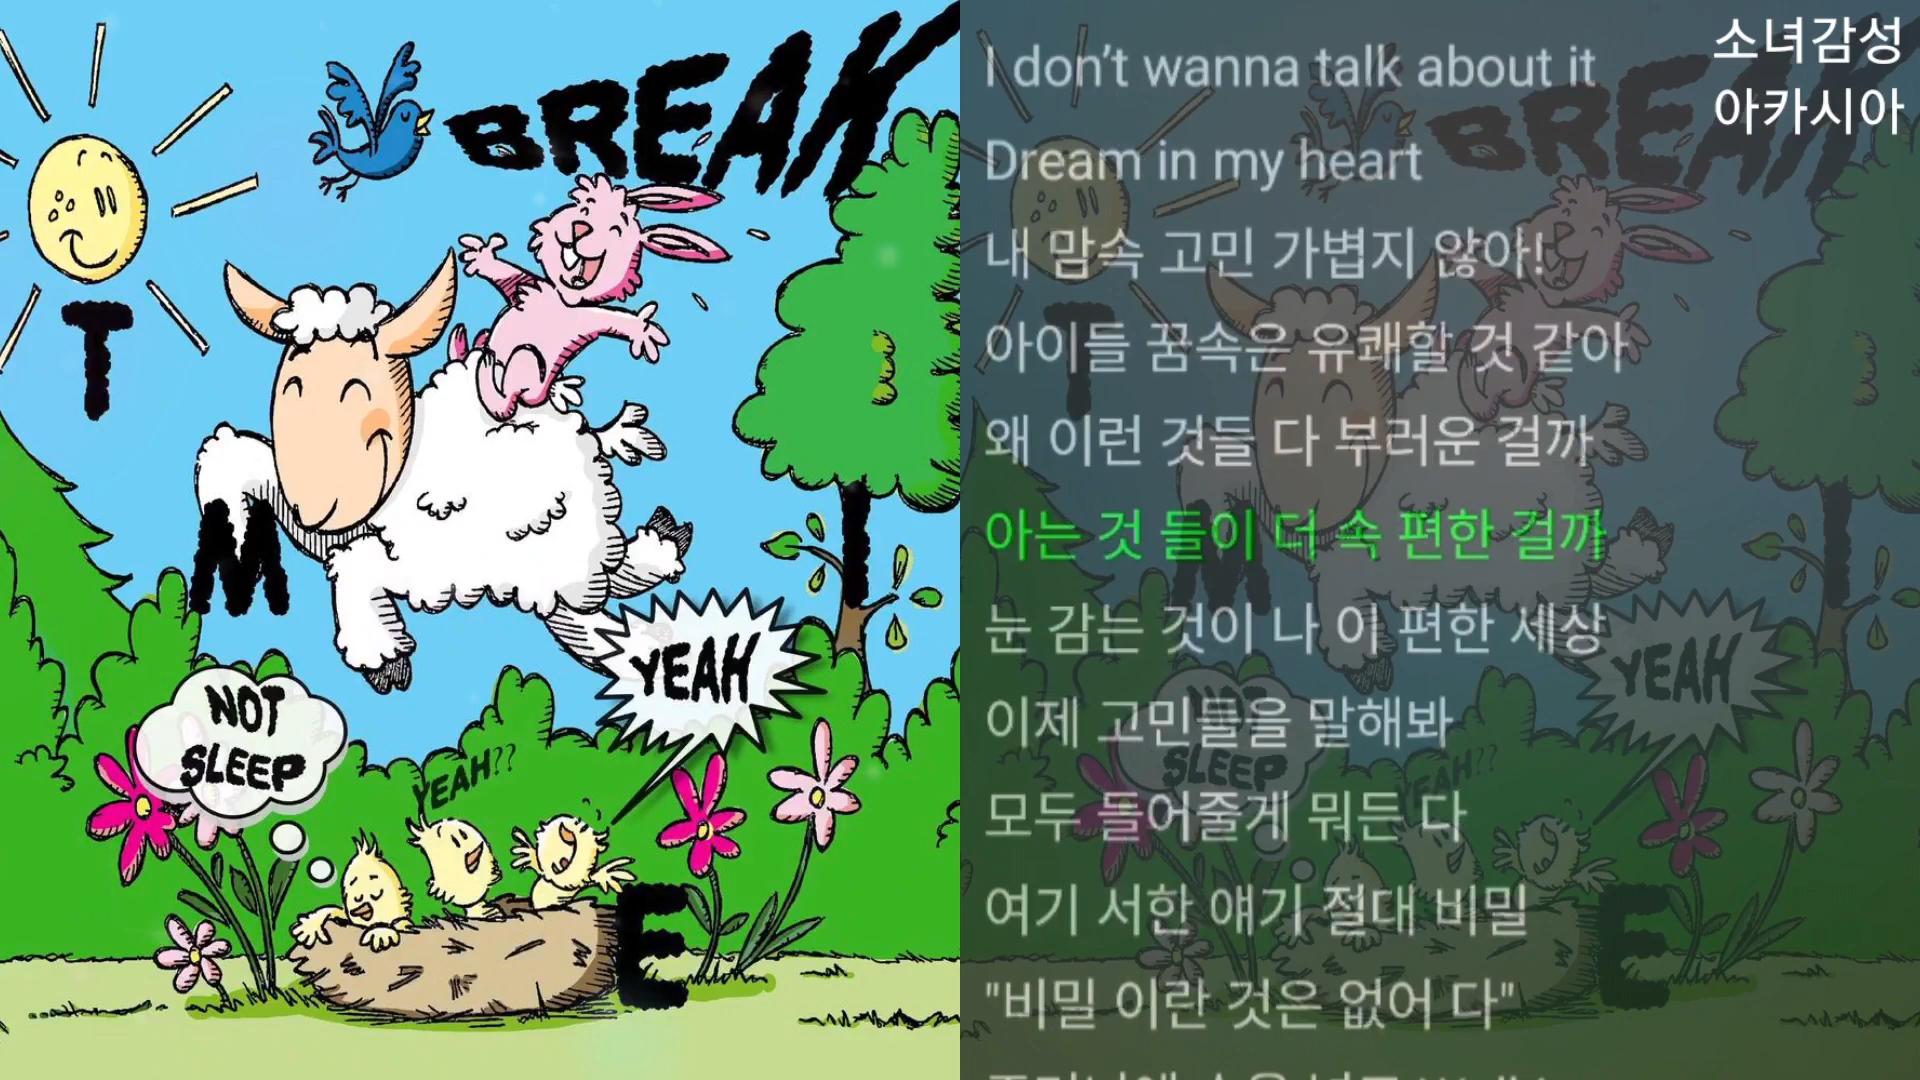 BREAK
T
M
I
E
YEAH
NOT
SLEEP
YEAH??
소녀감성
아카시아
I don't wanna talk about it
Dream in my heart
내 맘속 고민 가볍지 않아!
아이들 꿈속은 유쾌할 것 같아
왜 이런 것들 다 부러운 걸까
아는 것 들이 더 속 편한 걸까
눈 감는 것이 나 이 편한 세상
이제 고민들을 말해봐
모두 들어줄게 뭐든 다
여기 서한 얘기 절대 비밀
"비밀 이란 것은 없어 다"